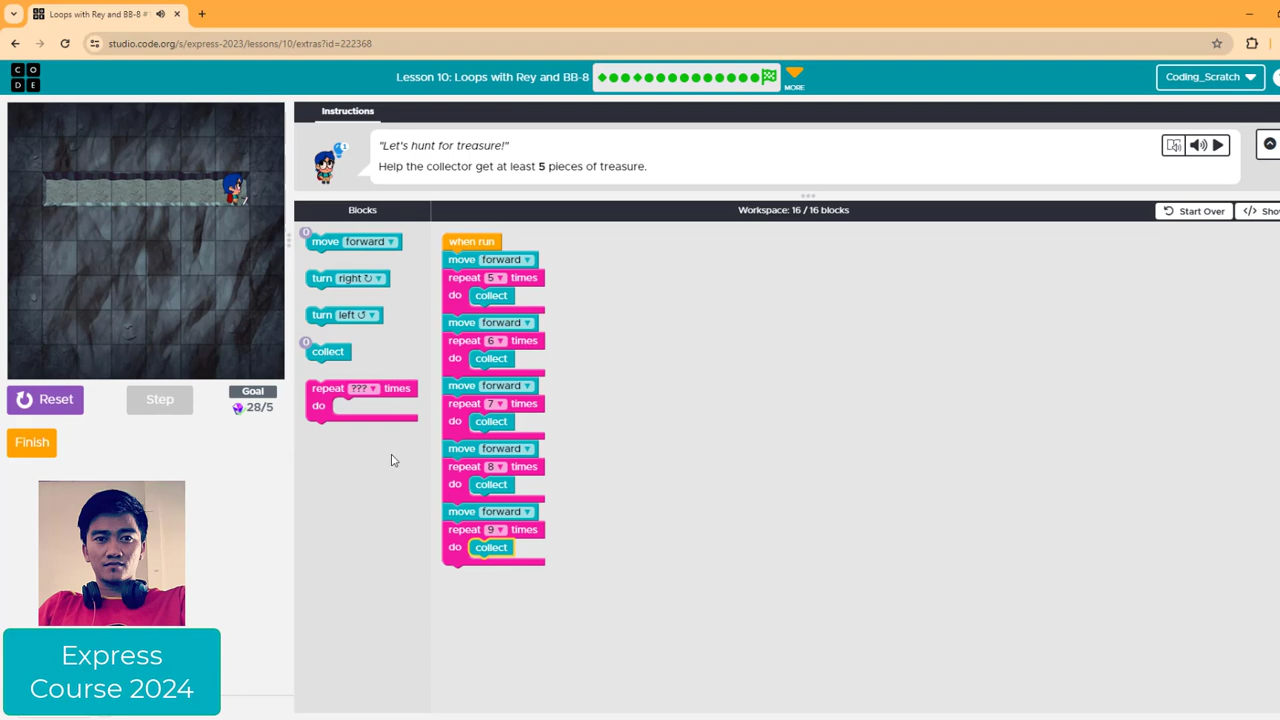 Loops with Rey and BB-8 #
studio.code.org/s/express-2023/lessons/10/extras?id=222368
C O
D E
Lesson 10: Loops with Rey and BB-8
MORE
Coding_Scratch
Instructions
"Let's hunt for treasure!"
Help the collector get at least 5 pieces of treasure.
1
Blocks
Workspace: 16 / 16 blocks
Start Over
</> Sho
0
move forward
turn right
turn left
0
collect
repeat ??? times
do
when run
move forward
repeat 5 times
do collect
move forward
repeat 6 times
do collect
move forward
repeat 7 times
do collect
move forward
repeat 8 times
do collect
move forward
repeat 9 times
do collect
Reset
Step
Goal
28/5
Finish
Express
Course 2024